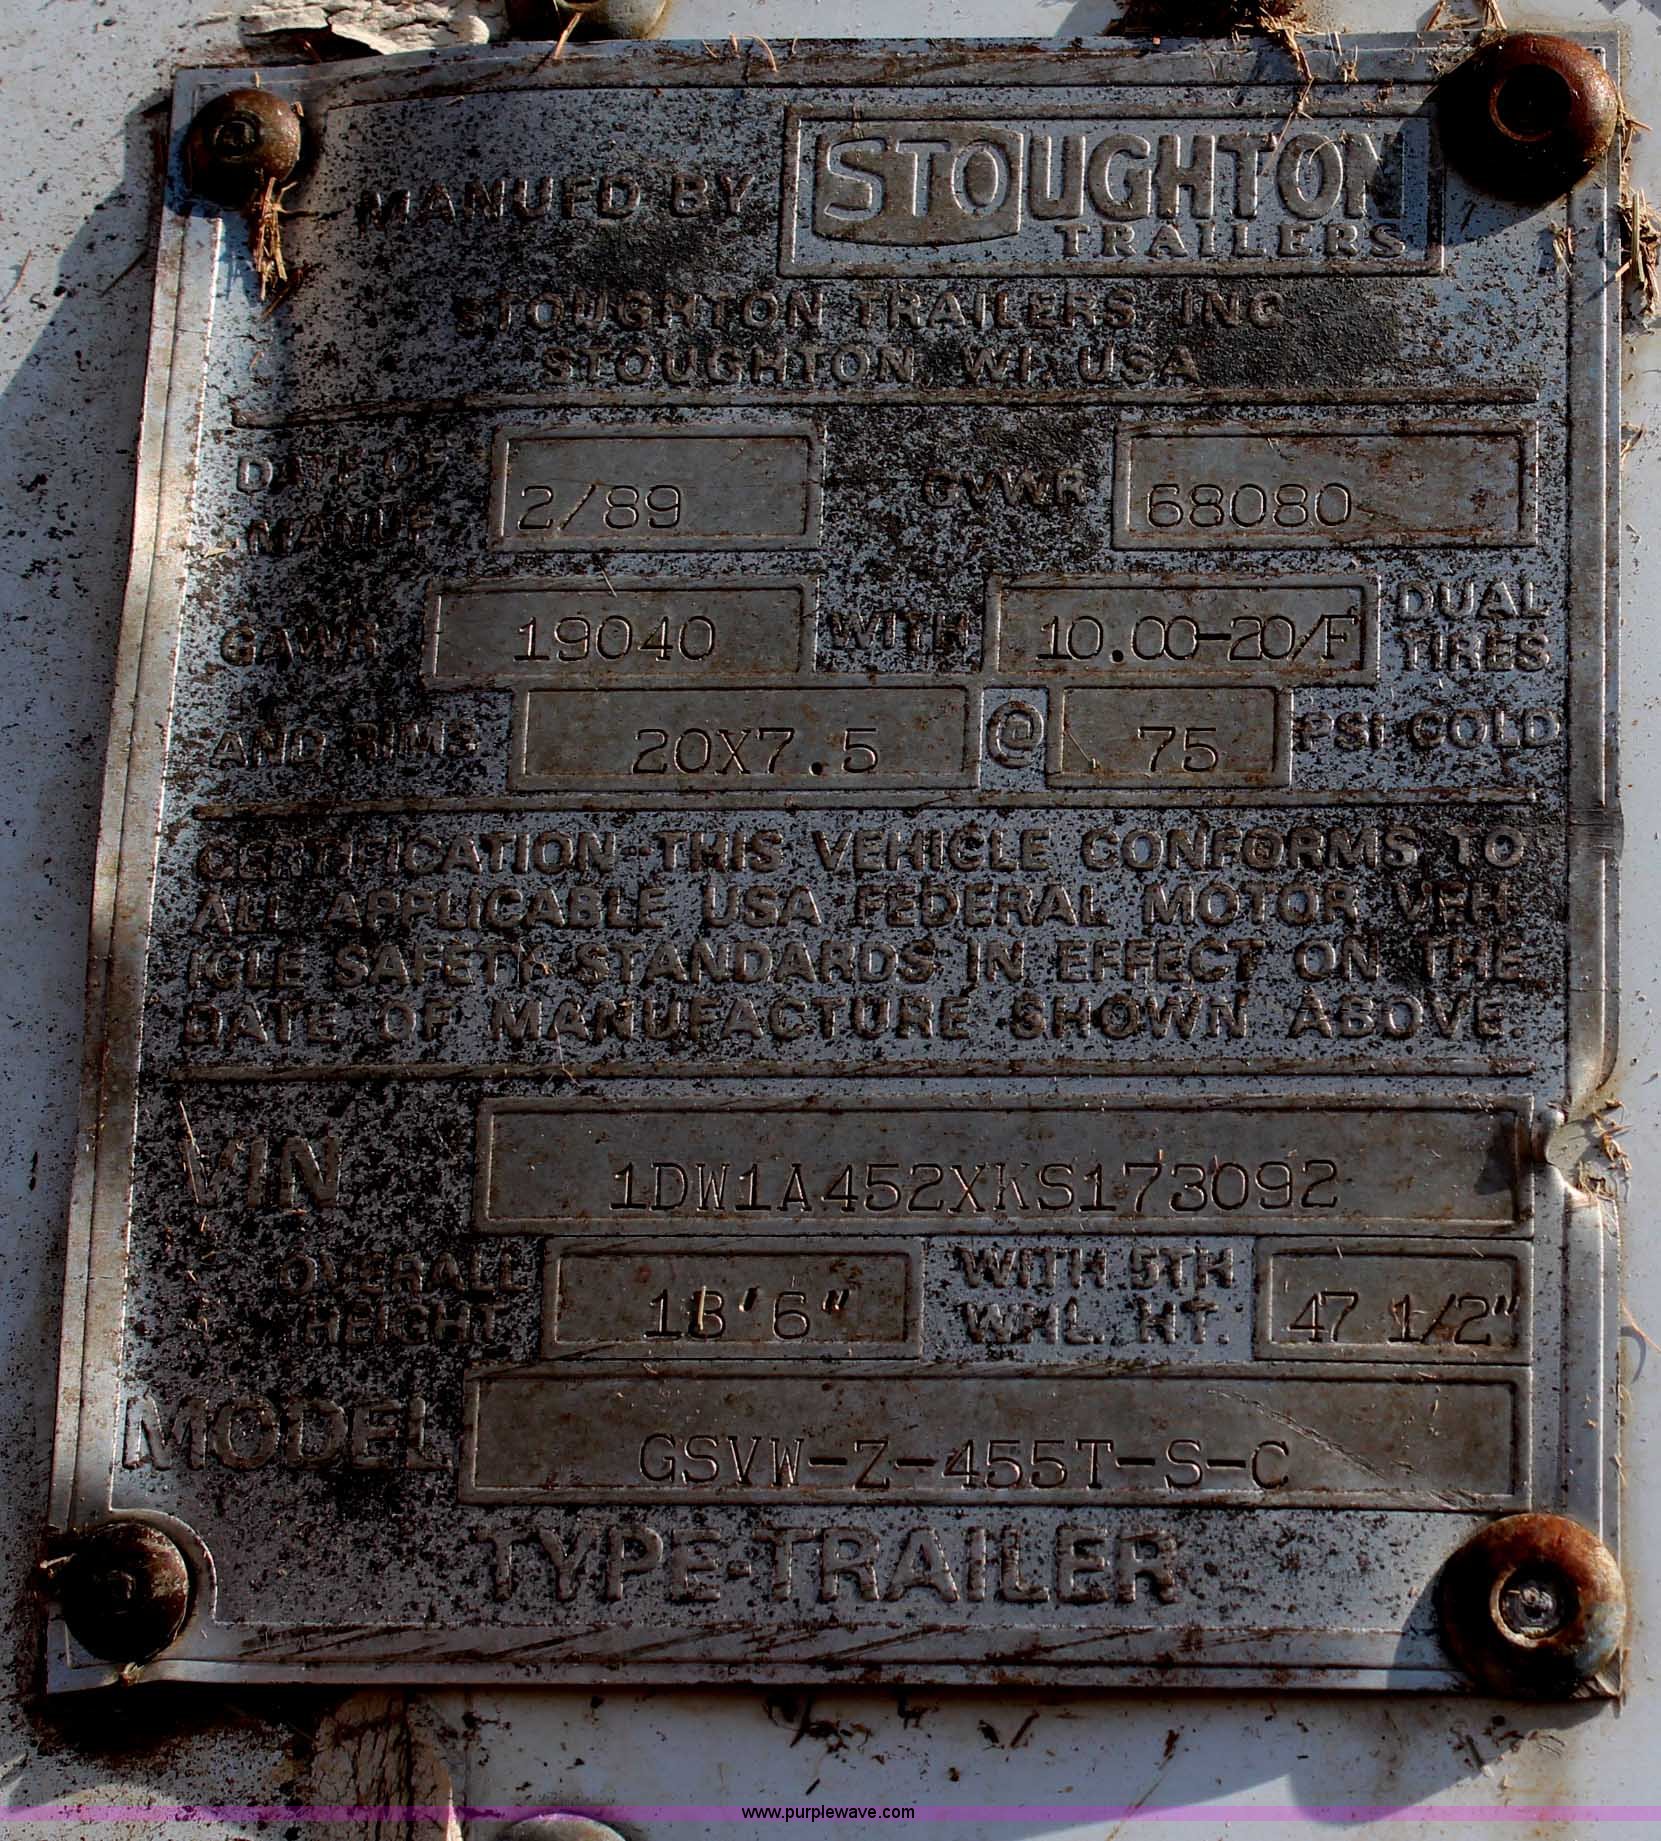 MANUFD BY STOUGHTON
TRAILERS
STOUGHTON TRAILERS, INC
STOUGHTON, WI. USA
DATE OF MANUF. 2/89 GVWR 68080
GAWR 19040 WITH 10.00-20/F DUAL TIRES
AND RIMS 20X7.5 @ 75 PSI COLD
CERTIFICATION-THIS VEHICLE CONFORMS TO
ALL APPLICABLE USA FEDERAL MOTOR VEH-
ICLE SAFETY STANDARDS IN EFFECT ON THE
DATE OF MANUFACTURE SHOWN ABOVE.
VIN 1DW1A452XKS173092
OVERALL HEIGHT 13'6" WITH 5TH WHL. HT. 47 1/2"
MODEL GSVW-Z-455T-S-C
TYPE-TRAILER
www.purplewave.com